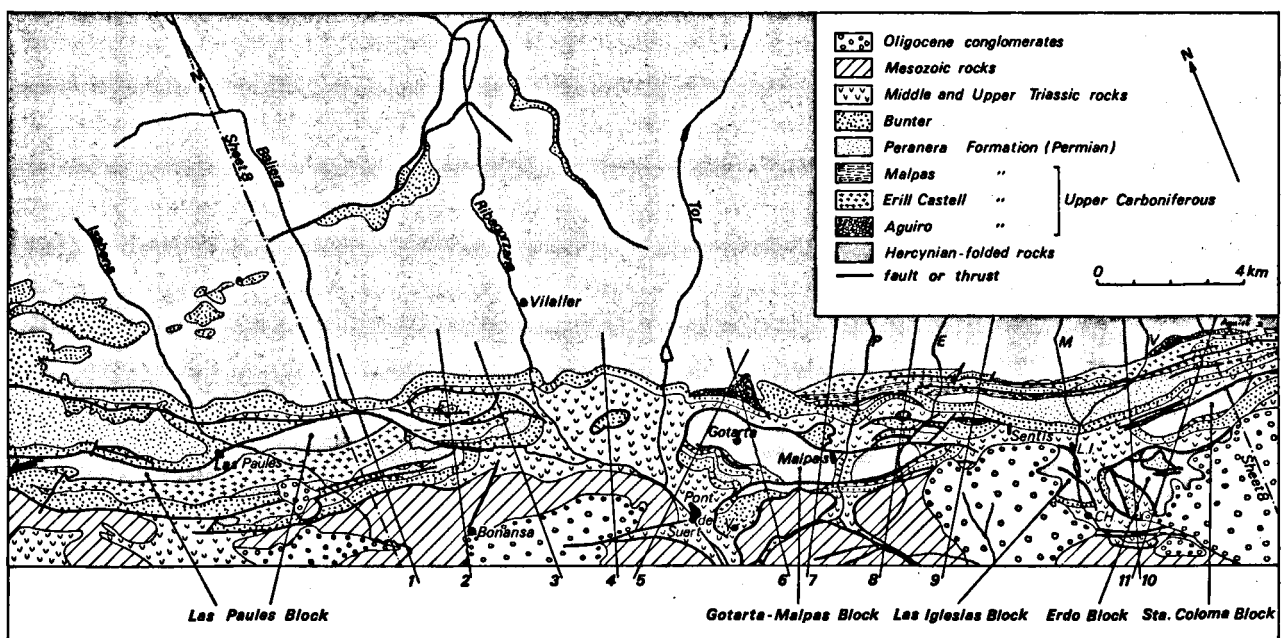 Oligocene conglomerates
Mesozoic rocks
Middle and Upper Triassic rocks
Bunter
Peranera Formation (Permian)
Malpas "
Erill Castell " Upper Carboniferous
Aguiro "
Hercynian-folded rocks
fault or thrust
N
0 4 km
N
Sheet 8
Baliera
Isabena
Ribagorzana
Tor
Vilaller
P
E
M
V
Las Paules
Gotarta
Malpas
Sentis
L.I.
Pont
de
Suert
Bonansa
Sheet 8
1
2
3
4
5
6
7
8
9
11
10
Las Paules Block
Gotarta-Malpas Block
Las Iglesias Block
Erdo Block
Sta. Coloma Block